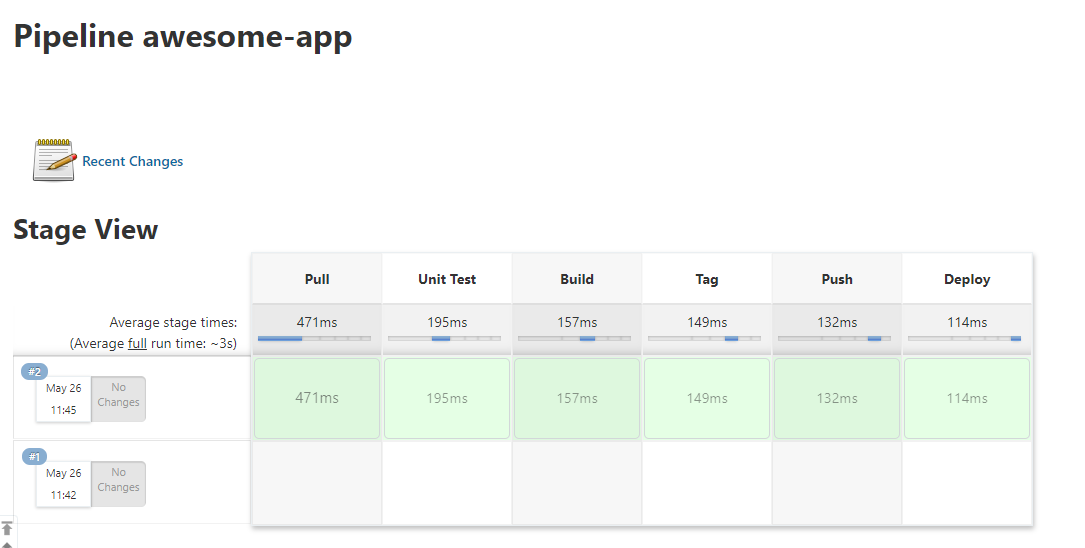 Pipeline awesome-app
Recent Changes
Stage View
Pull Unit Test Build Tag Push Deploy
Average stage times: 471ms 195ms 157ms 149ms 132ms 114ms
(Average full run time: ~3s)
#2
May 26 No
11:45 Changes
471ms 195ms 157ms 149ms 132ms 114ms
#1
May 26 No
11:42 Changes